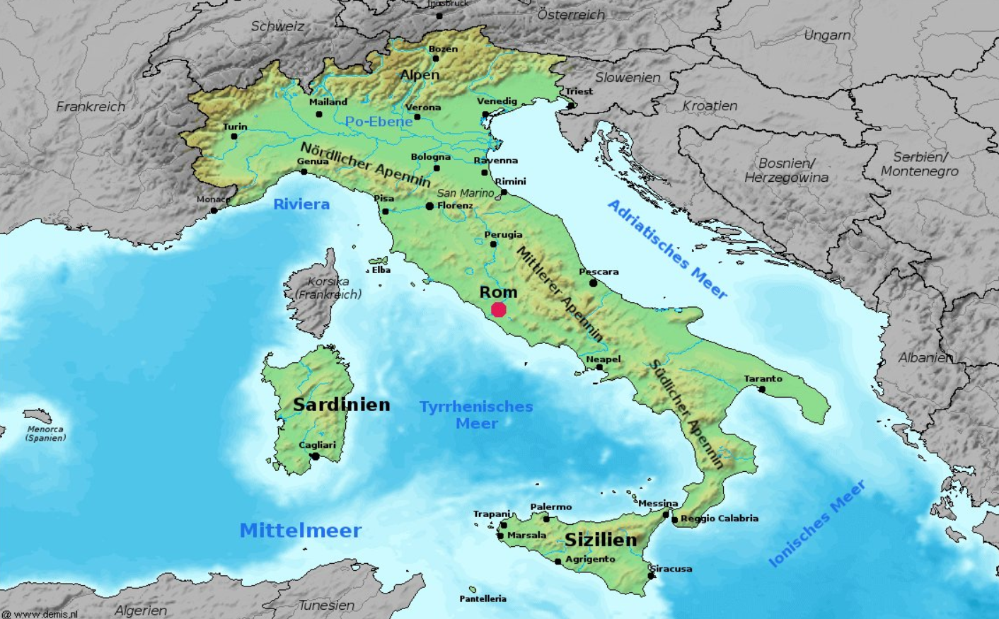 Innsbruck
Österreich
Schweiz
Ungarn
Bozen
Alpen
Slowenien
Triest
Frankreich
Mailand
Verona
Venedig
Kroatien
Po-Ebene
Turin
Nördlicher Apennin
Genua
Bologna
Ravenna
Bosnien/
Herzegowina
Serbien/
Montenegro
Rimini
San Marino
Monaco
Riviera
Pisa
Florenz
Adriatisches Meer
Perugia
Mittlerer Apennin
Elba
Pescara
Korsika
(Frankreich)
Rom
Neapel
Albanien
Südlicher Apennin
Taranto
Sardinien
Tyrrhenisches
Meer
Menorca
(Spanien)
Cagliari
Ionisches Meer
Messina
Palermo
Trapani
Reggio Calabria
Mittelmeer
Marsala
Sizilien
Agrigento
Siracusa
Pantelleria
Tunesien
Algerien
@ www.demis.nl